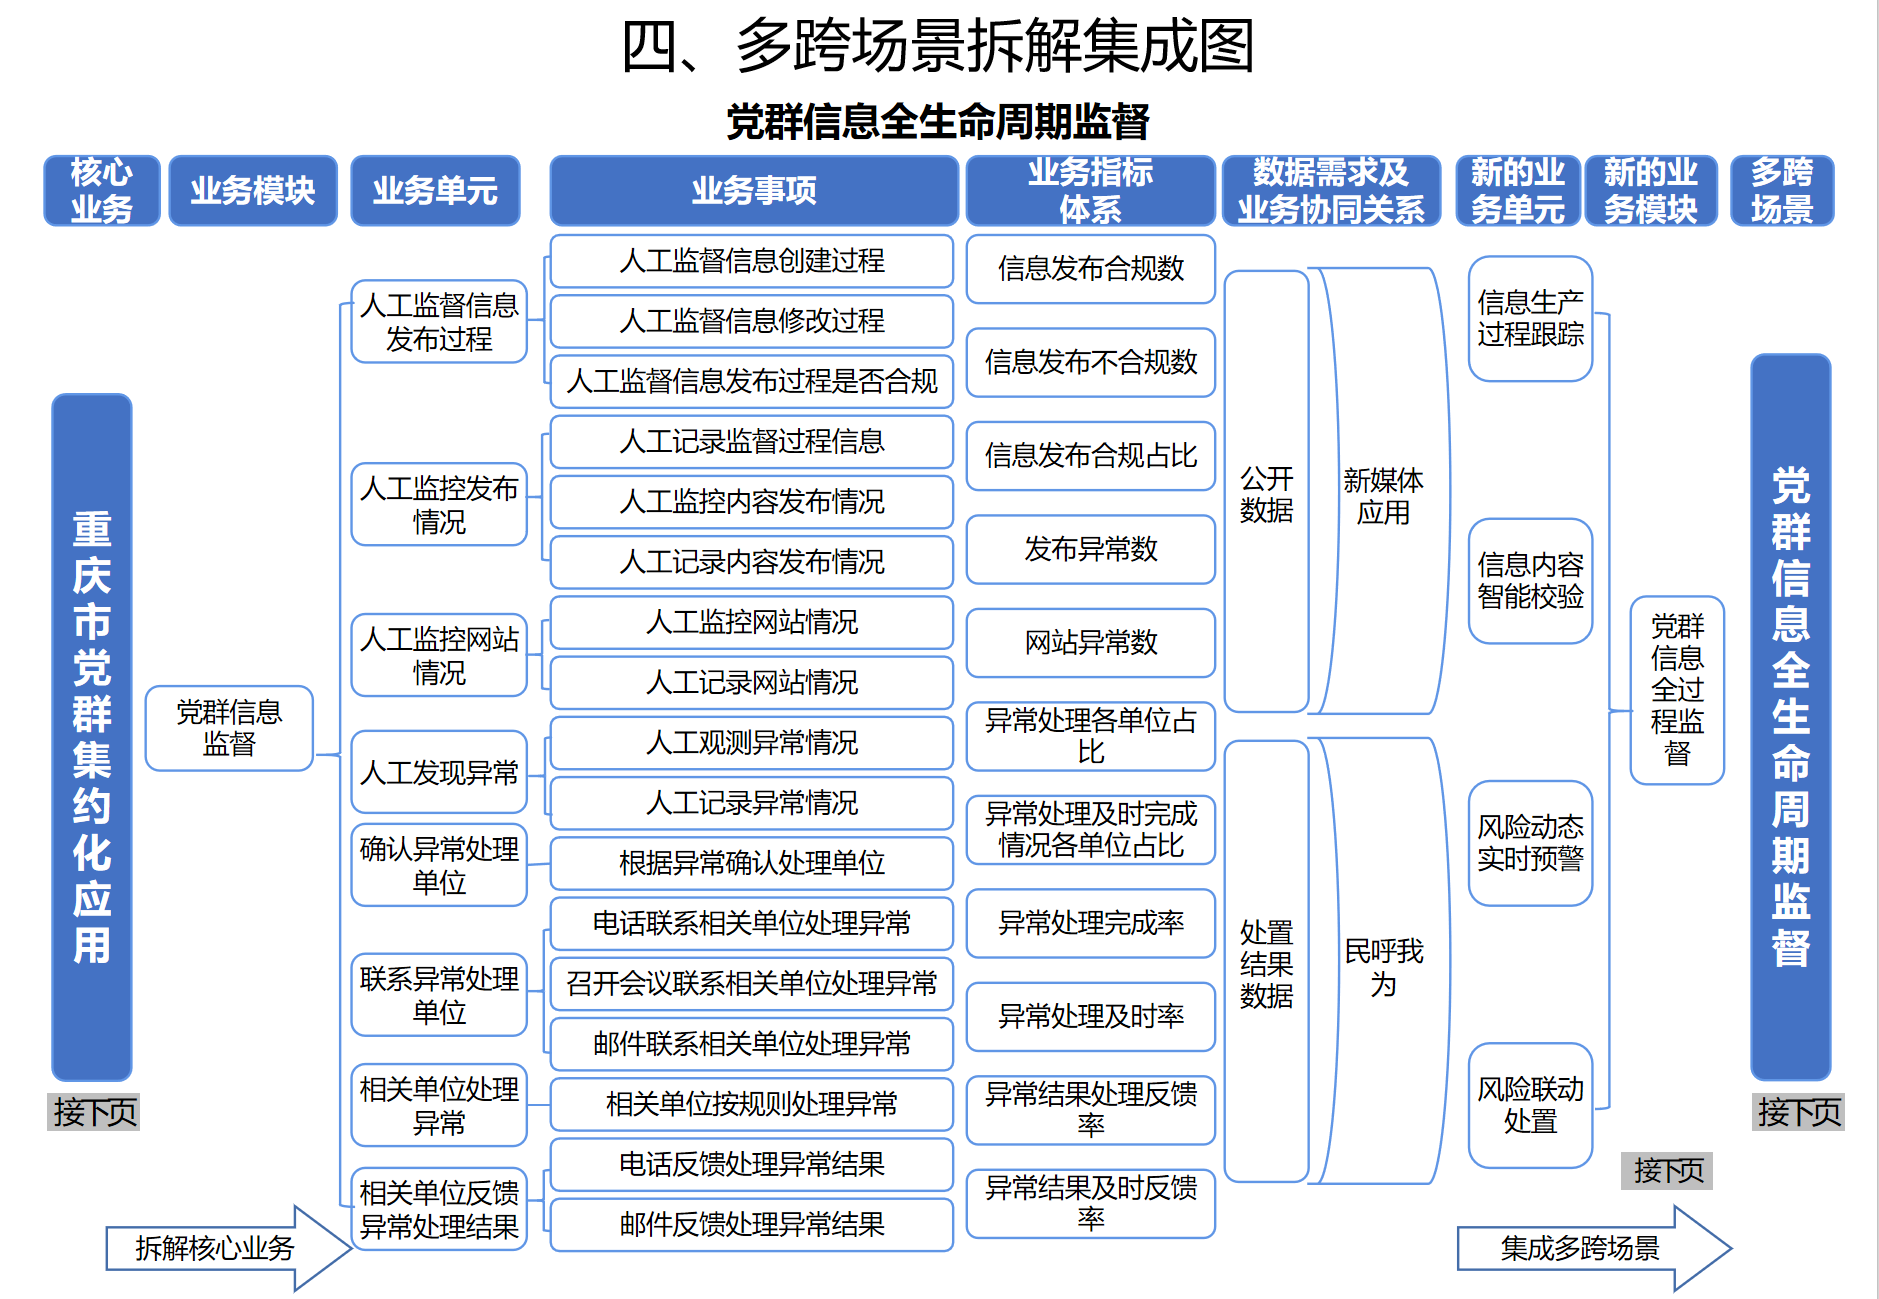 四、多跨场景拆解集成图
党群信息全生命周期监督
核心
业务
业务模块
业务单元
业务事项
业务指标
体系
数据需求及
业务协同关系
新的业
务单元
新的业
务模块
多跨
场景
重庆市党群集约化应用
接下页
党群信息
监督
人工监督信息
发布过程
人工监控发布
情况
人工监控网站
情况
人工发现异常
确认异常处理
单位
联系异常处理
单位
相关单位处理
异常
相关单位反馈
异常处理结果
人工监督信息创建过程
人工监督信息修改过程
人工监督信息发布过程是否合规
人工记录监督过程信息
人工监控内容发布情况
人工记录内容发布情况
人工监控网站情况
人工记录网站情况
人工观测异常情况
人工记录异常情况
根据异常确认处理单位
电话联系相关单位处理异常
召开会议联系相关单位处理异常
邮件联系相关单位处理异常
相关单位按规则处理异常
电话反馈处理异常结果
邮件反馈处理异常结果
信息发布合规数
信息发布不合规数
信息发布合规占比
发布异常数
网站异常数
异常处理各单位占
比
异常处理及时完成
情况各单位占比
异常处理完成率
异常处理及时率
异常结果处理反馈
率
异常结果及时反馈
率
公开
数据
新媒体
应用
处置
结果
数据
民呼我
为
信息生产
过程跟踪
信息内容
智能校验
风险动态
实时预警
风险联动
处置
党群
信息
全过
程监
督
接下页
党群信息全生命周期监督
接下页
拆解核心业务
集成多跨场景